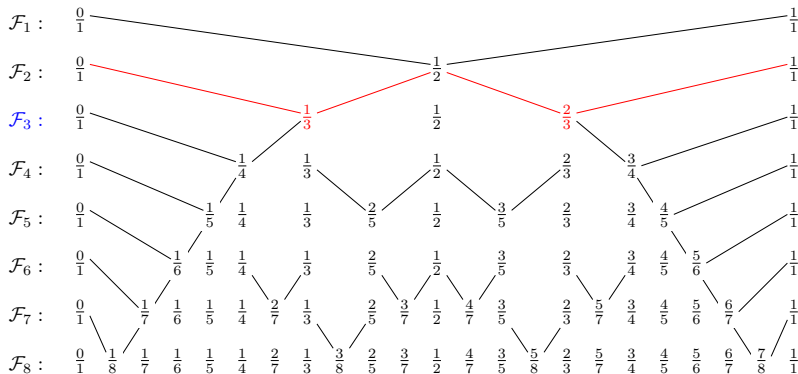 𝓕₁ : 0/1 1/1
𝓕₂ : 0/1 1/2 1/1
𝓕₃ : 0/1 1/3 1/2 2/3 1/1
𝓕₄ : 0/1 1/4 1/3 1/2 2/3 3/4 1/1
𝓕₅ : 0/1 1/5 1/4 1/3 2/5 1/2 3/5 2/3 3/4 4/5 1/1
𝓕₆ : 0/1 1/6 1/5 1/4 1/3 2/5 1/2 3/5 2/3 3/4 4/5 5/6 1/1
𝓕₇ : 0/1 1/7 1/6 1/5 1/4 2/7 1/3 2/5 3/7 1/2 4/7 3/5 2/3 5/7 3/4 4/5 5/6 6/7 1/1
𝓕₈ : 0/1 1/8 1/7 1/6 1/5 1/4 2/7 1/3 3/8 2/5 3/7 1/2 4/7 3/5 5/8 2/3 5/7 3/4 4/5 5/6 6/7 7/8 1/1